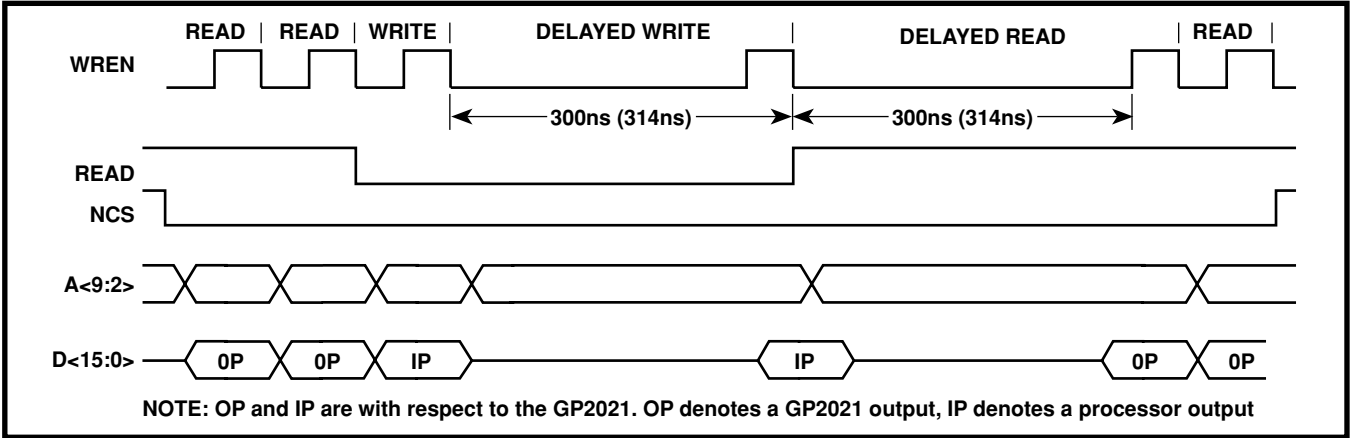 READ | READ | WRITE | DELAYED WRITE | DELAYED READ | READ |
WREN
300ns (314ns) 300ns (314ns)
READ
NCS
A<9:2>
D<15:0> 0P 0P IP IP 0P 0P
NOTE: OP and IP are with respect to the GP2021. OP denotes a GP2021 output, IP denotes a processor output